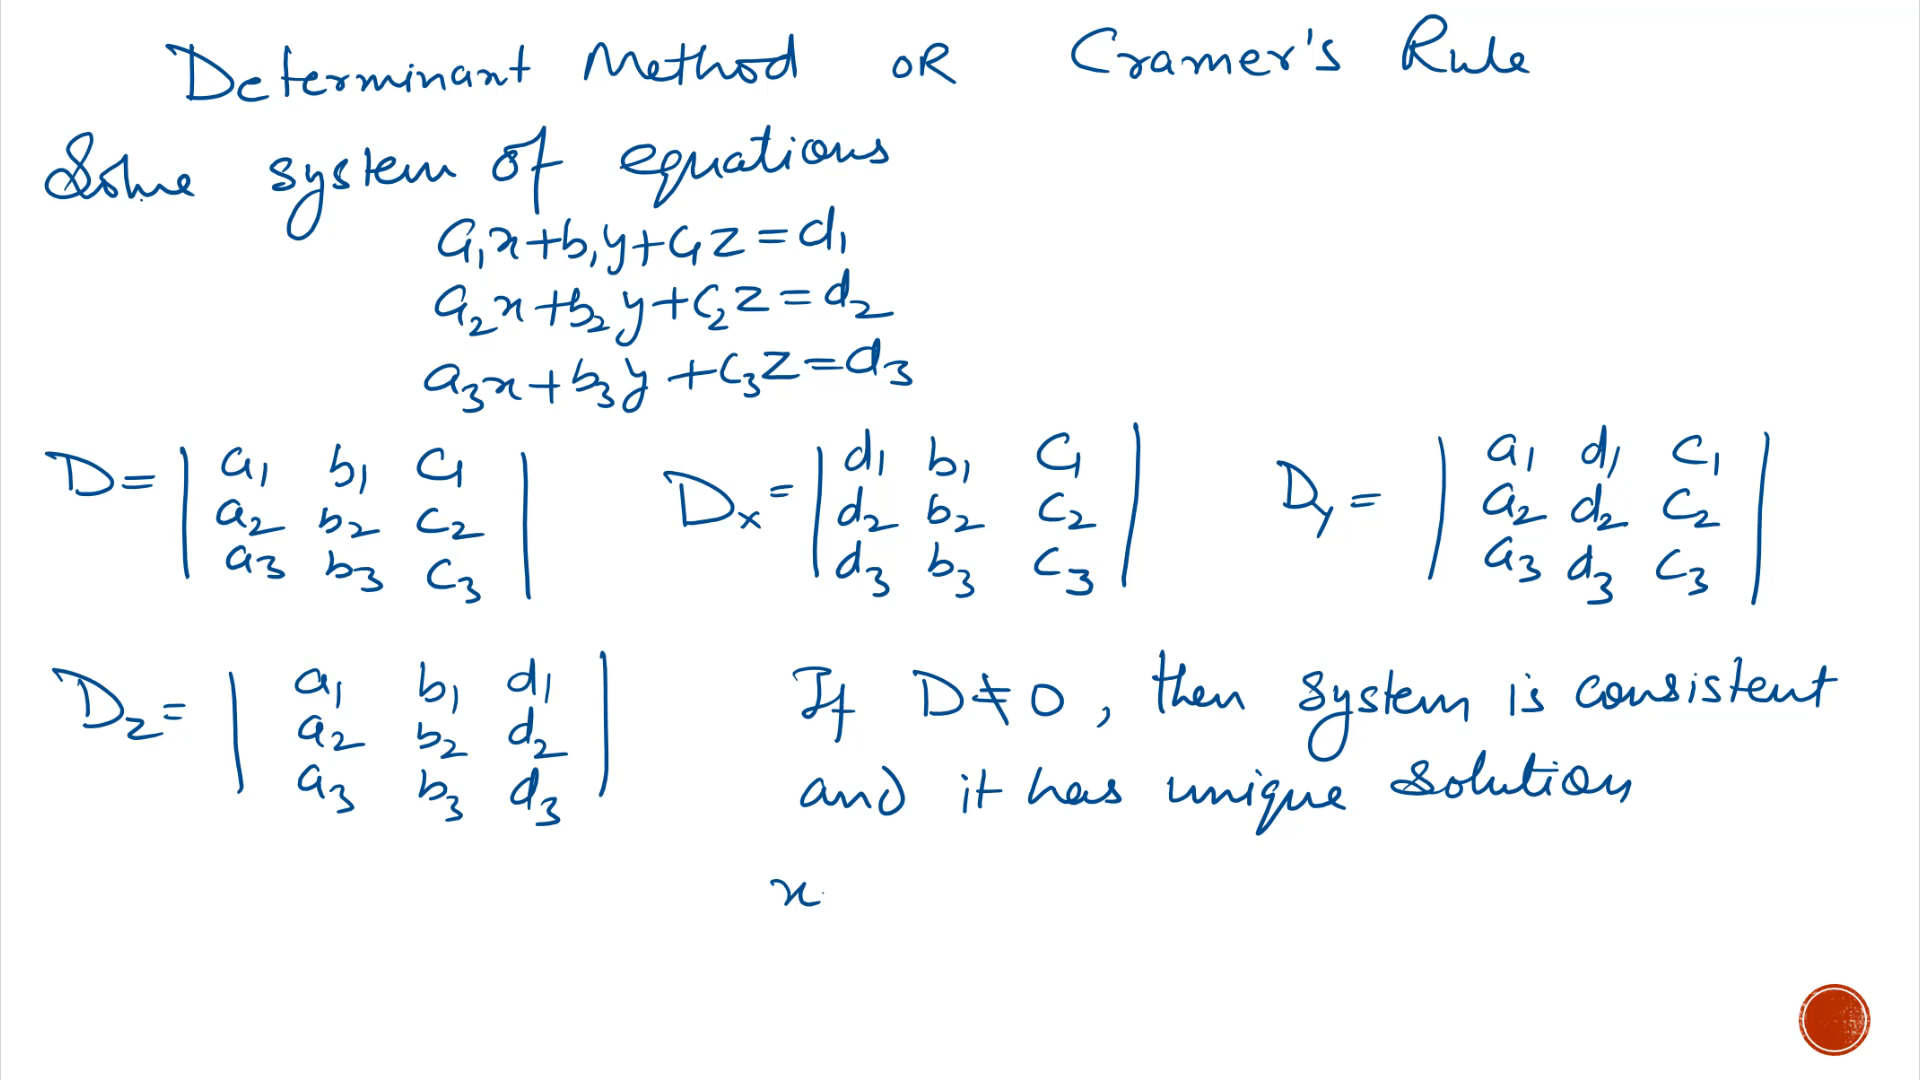 Determinant Method OR Cramer's Rule
Solve system of equations
a₁x+b₁y+c₁z=d₁
a₂x+b₂y+c₂z=d₂
a₃x+b₃y+c₃z=d₃
D= | a₁ b₁ c₁ | Dₓ= | d₁ b₁ c₁ | Dy= | a₁ d₁ c₁ |
a₂ b₂ c₂ d₂ b₂ c₂ a₂ d₂ c₂
a₃ b₃ c₃ d₃ b₃ c₃ a₃ d₃ c₃
Dz= | a₁ b₁ d₁ |
a₂ b₂ d₂
a₃ b₃ d₃
If D≠0, then system is consistent
and it has unique solution
x